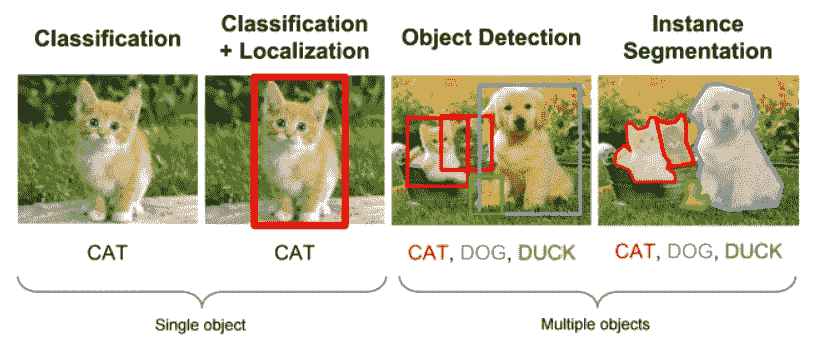 Classification
Classification
+ Localization
Object Detection
Instance
Segmentation
CAT
CAT
CAT, DOG, DUCK
CAT, DOG, DUCK
Single object
Multiple objects